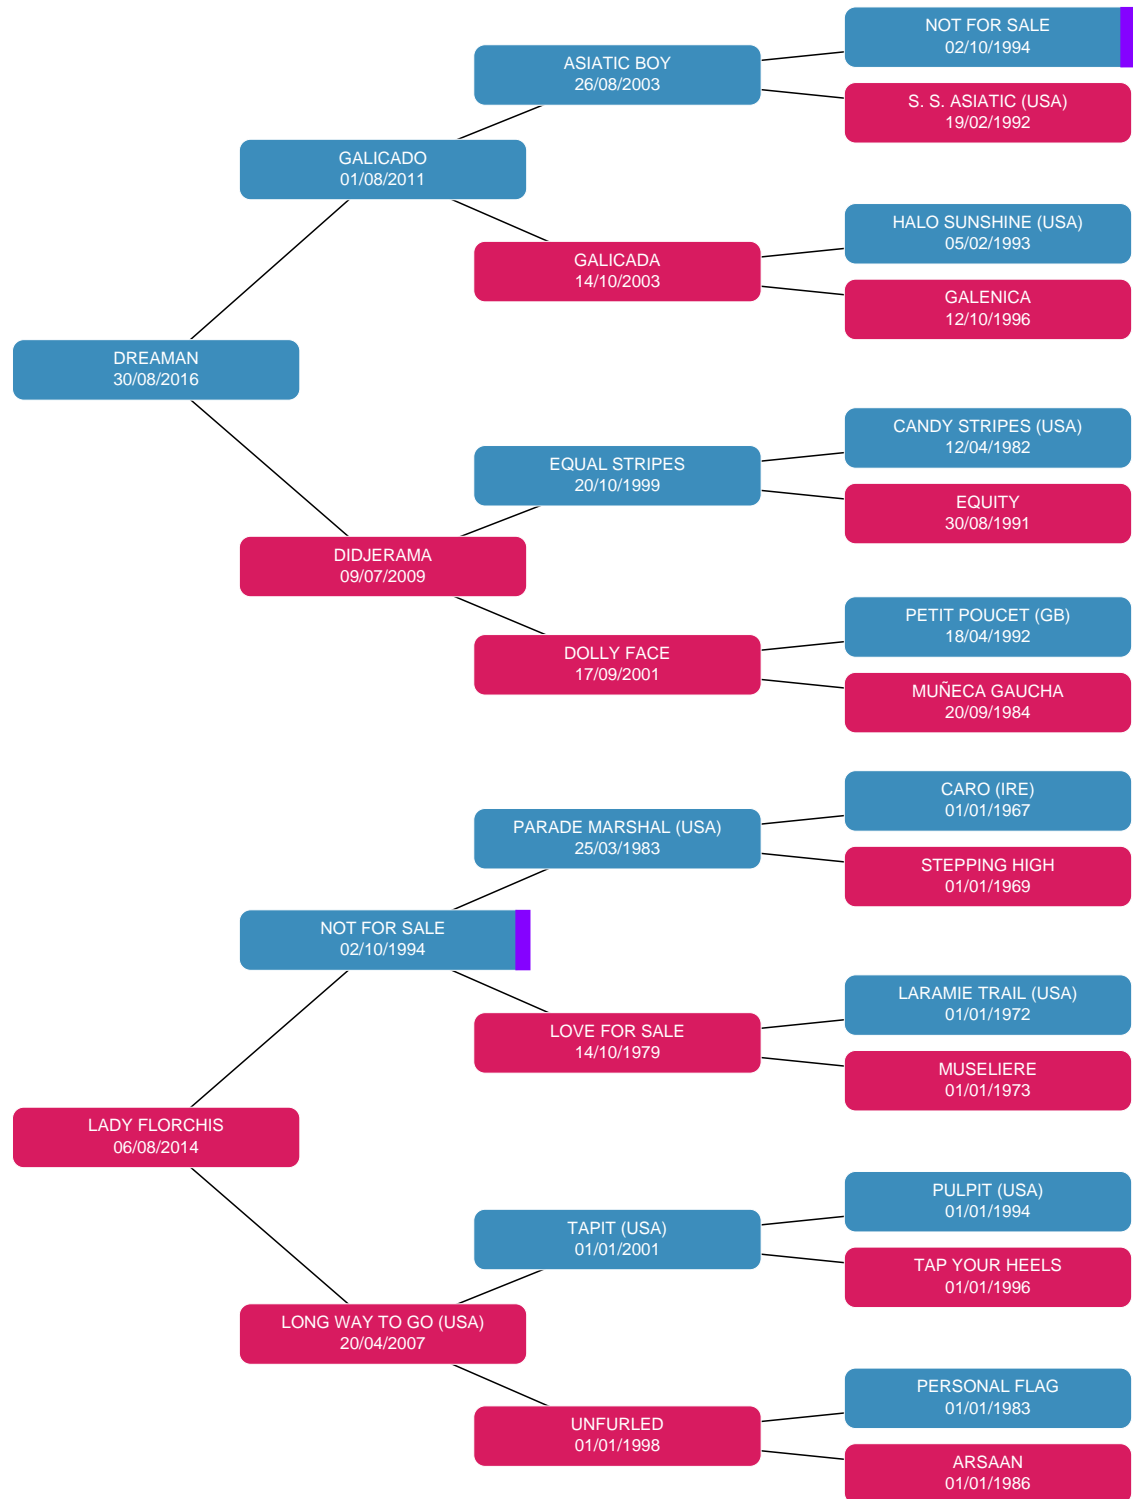 NOT FOR SALE
02/10/1994
ASIATIC BOY
26/08/2003
S. S. ASIATIC (USA)
19/02/1992
GALICADO
01/08/2011
HALO SUNSHINE (USA)
05/02/1993
GALICADA
14/10/2003
GALENICA
12/10/1996
DREAMAN
30/08/2016
CANDY STRIPES (USA)
12/04/1982
EQUAL STRIPES
20/10/1999
EQUITY
30/08/1991
DIDJERAMA
09/07/2009
PETIT POUCET (GB)
18/04/1992
DOLLY FACE
17/09/2001
MUÑECA GAUCHA
20/09/1984
CARO (IRE)
01/01/1967
PARADE MARSHAL (USA)
25/03/1983
STEPPING HIGH
01/01/1969
NOT FOR SALE
02/10/1994
LARAMIE TRAIL (USA)
01/01/1972
LOVE FOR SALE
14/10/1979
MUSELIERE
01/01/1973
LADY FLORCHIS
06/08/2014
PULPIT (USA)
01/01/1994
TAPIT (USA)
01/01/2001
TAP YOUR HEELS
01/01/1996
LONG WAY TO GO (USA)
20/04/2007
PERSONAL FLAG
01/01/1983
UNFURLED
01/01/1998
ARSAAN
01/01/1986